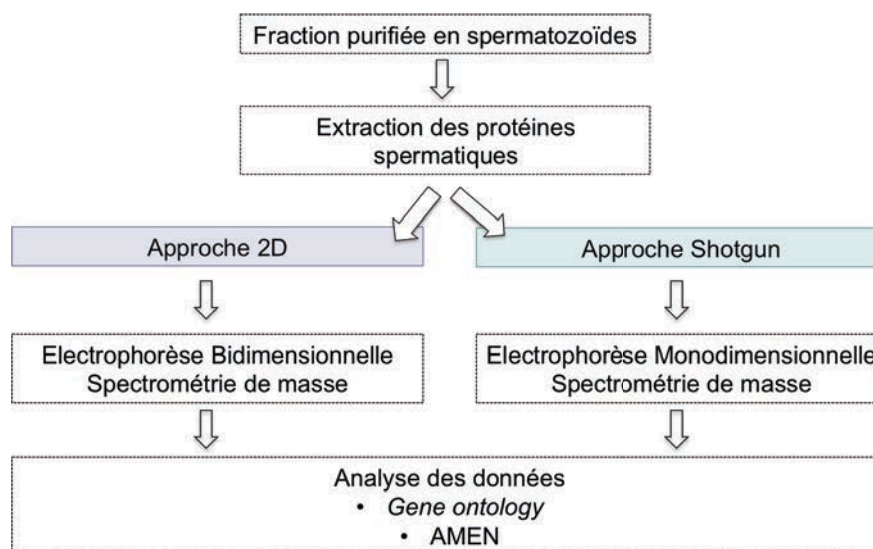 Fraction purifiée en spermatozoïdes
Extraction des protéines
spermatiques
Approche 2D
Approche Shotgun
Electrophorèse Bidimensionnelle
Spectrométrie de masse
Electrophorèse Monodimensionnelle
Spectrométrie de masse
Analyse des données
• Gene ontology
• AMEN